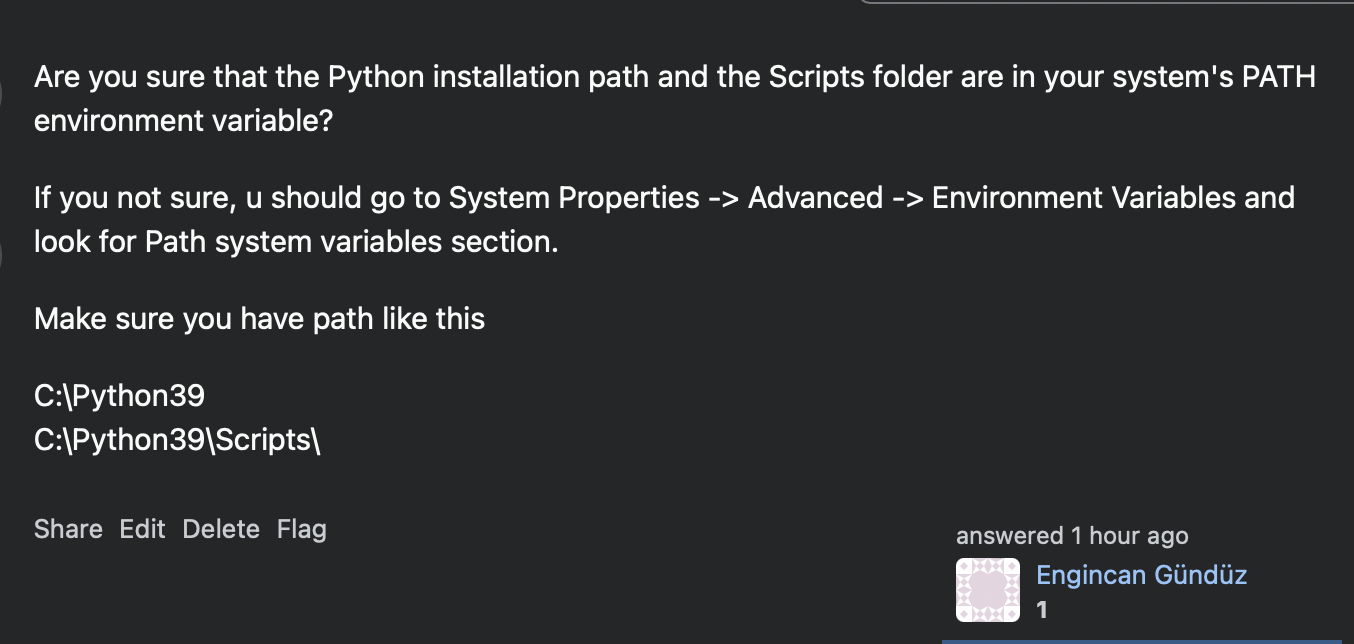 Are you sure that the Python installation path and the Scripts folder are in your system's PATH
environment variable?
If you not sure, u should go to System Properties -> Advanced -> Environment Variables and
look for Path system variables section.
Make sure you have path like this
C:\Python39
C:\Python39\Scripts\
Share Edit Delete Flag
answered 1 hour ago
Engincan Gündüz
1